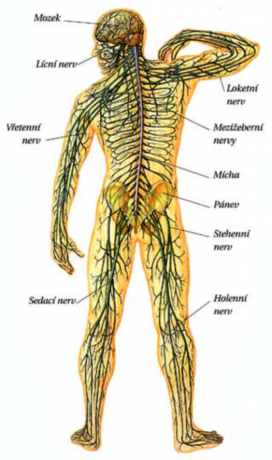 Mozek
Lícní nerv
Loketní
nerv
Vřetenní
nerv
Mezižeberní
nervy
Mícha
Pánev
Stehenní
nerv
Sedací nerv
Holenní
nerv